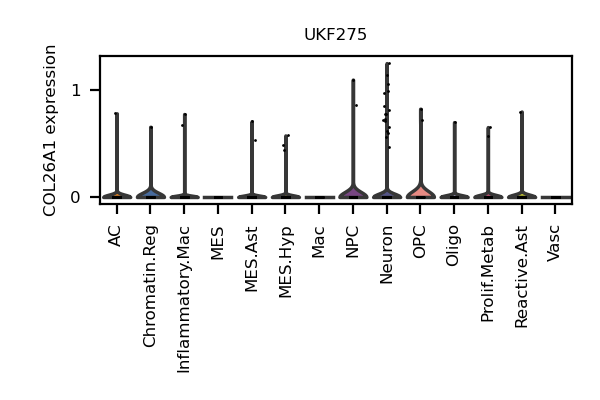 UKF275
COL26A1 expression
1
0
AC
Chromatin.Reg
Inflammatory.Mac
MES
MES.Ast
MES.Hyp
Mac
NPC
Neuron
OPC
Oligo
Prolif.Metab
Reactive.Ast
Vasc